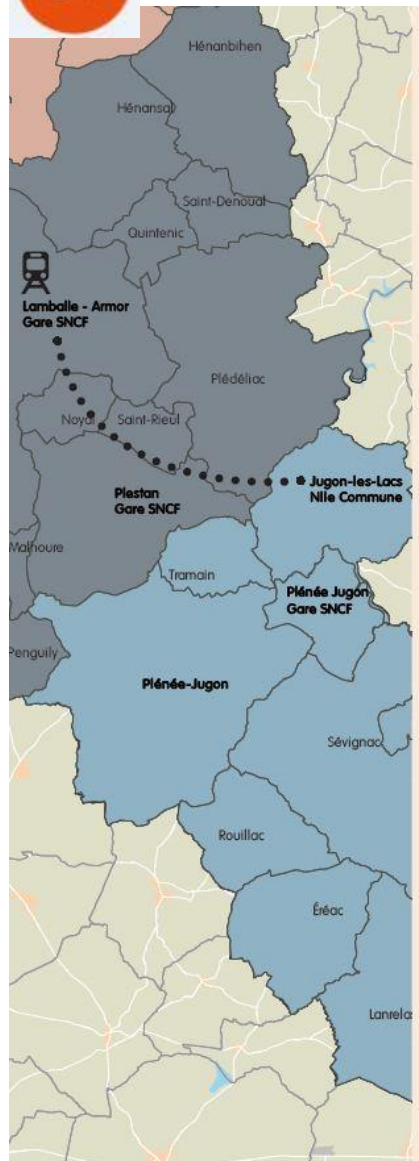 Hénanbihen
Hénansal
Saint-Denoual
Quintenic
Lamballe - Armor
Gare SNCF
Plédéliac
Noyal
Saint-Rieul
Jugon-les-Lacs
Nlle Commune
Plestan
Gare SNCF
Malhoure
Tramain
Plénée Jugon
Gare SNCF
Penguily
Plénée-Jugon
Sévignac
Rouillac
Éréac
Lanrelas